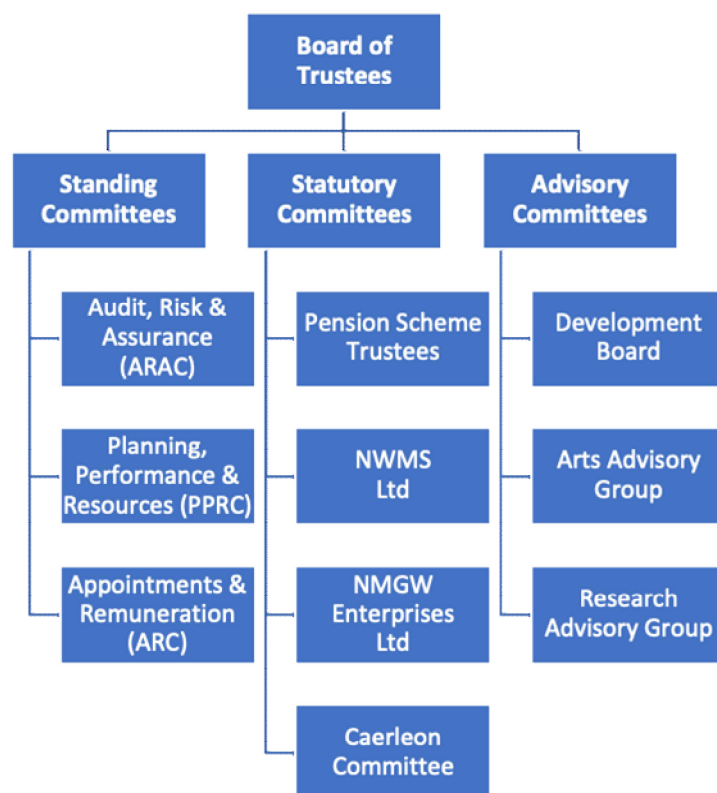 Board of
Trustees
Standing
Committees
Statutory
Committees
Advisory
Committees
Audit, Risk &
Assurance
(ARAC)
Pension Scheme
Trustees
Development
Board
Planning,
Performance &
Resources (PPRC)
NWMS
Ltd
Arts Advisory
Group
Appointments &
Remuneration
(ARC)
NMGW
Enterprises
Ltd
Research
Advisory Group
Caerleon
Committee